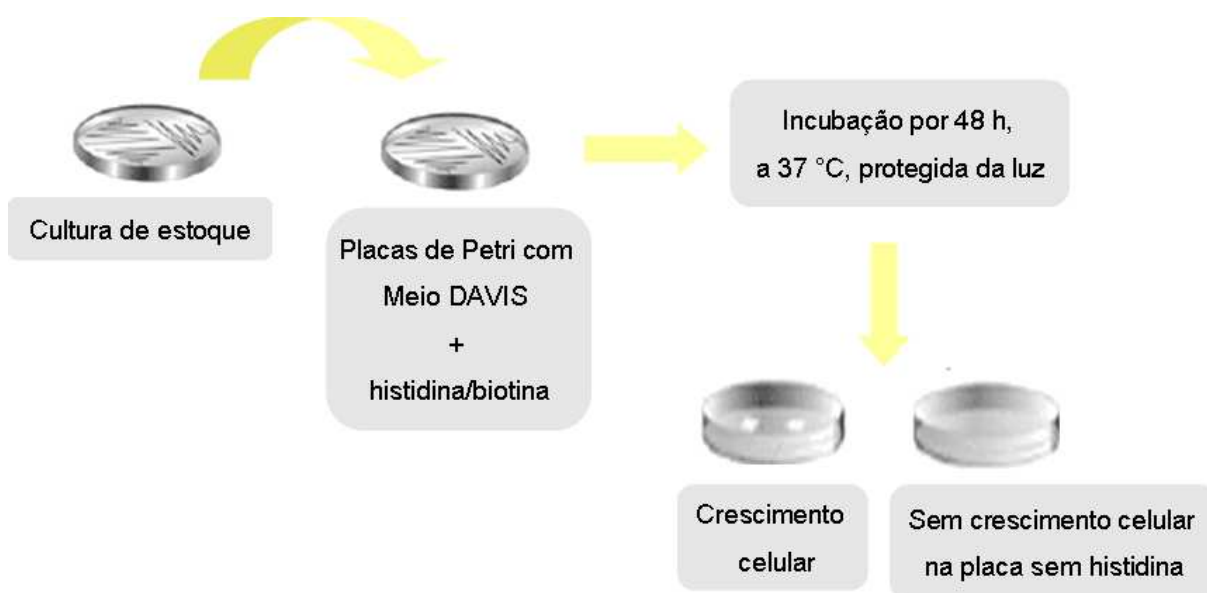 Cultura de estoque
Placas de Petri com
Meio DAVIS
+
histidina/biotina
Incubação por 48 h,
a 37 °C, protegida da luz
Crescimento
celular
Sem crescimento celular
na placa sem histidina